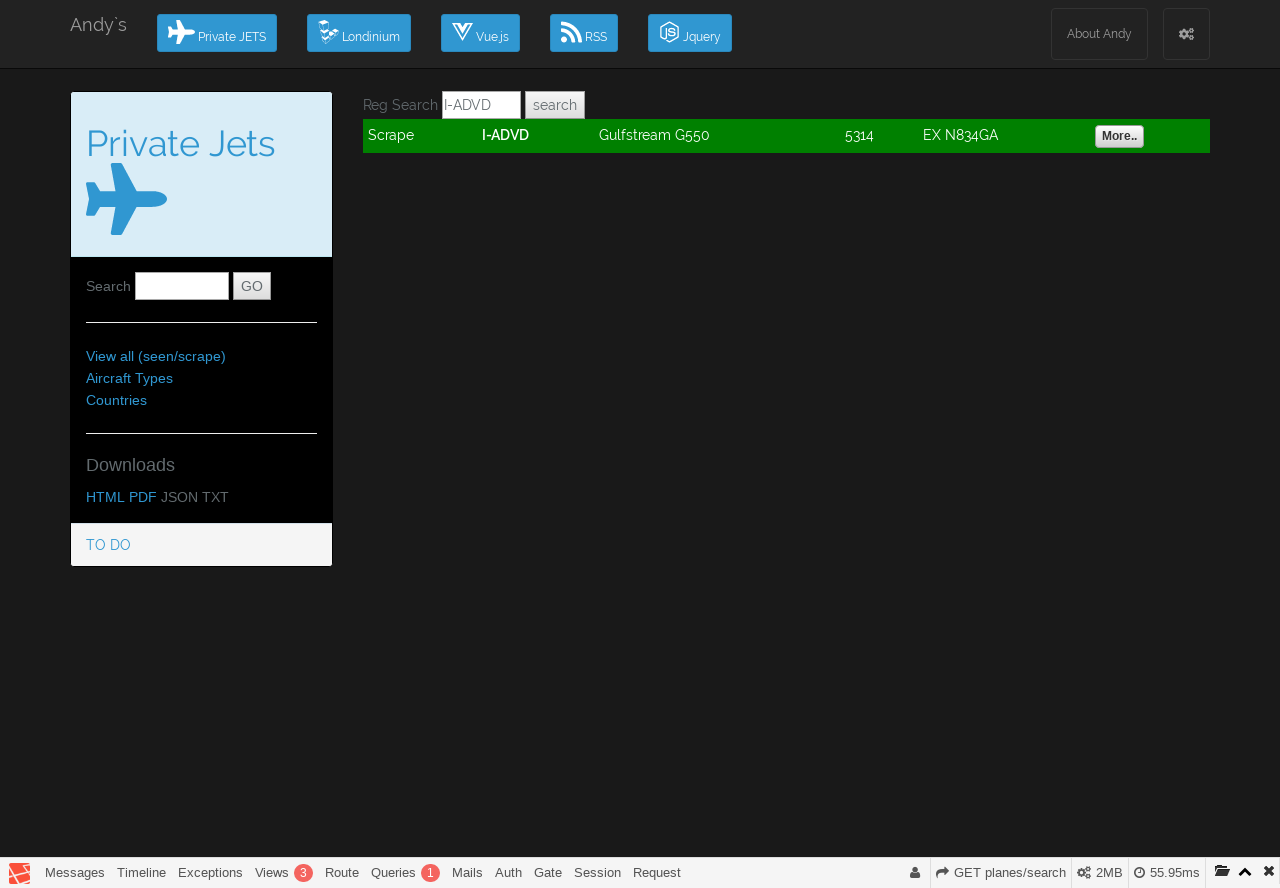 Andy`s Private JETS Londinium Vue.js RSS Jquery About Andy
Private Jets
Search GO
View all (seen/scrape)
Aircraft Types
Countries
Downloads
HTML PDF JSON TXT
TO DO
Reg Search I-ADVD search
Scrape I-ADVD Gulfstream G550 5314 EX N834GA More..
Messages Timeline Exceptions Views 3 Route Queries 1 Mails Auth Gate Session Request GET planes/search 2MB 55.95ms